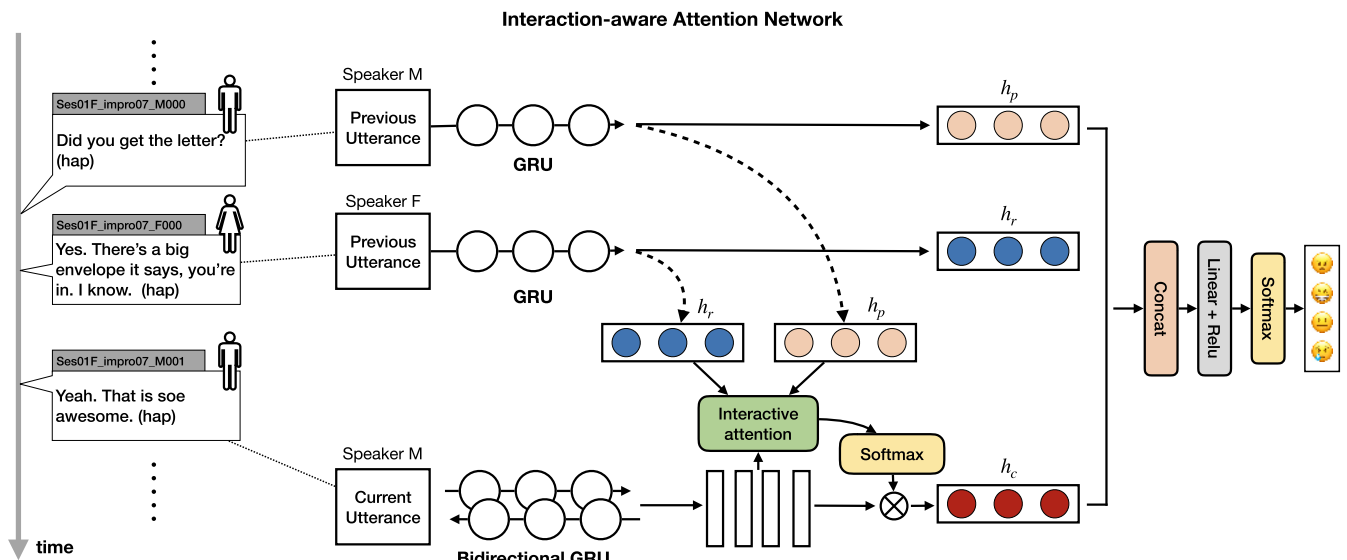 Interaction-aware Attention Network
Ses01F_impro07_M000
Did you get the letter?
(hap)
Speaker M
Previous
Utterance
GRU
h_p
Ses01F_impro07_F000
Yes. There's a big
envelope it says, you're
in. I know. (hap)
Speaker F
Previous
Utterance
GRU
h_r
h_r
h_p
Concat
Linear + Relu
Softmax
Ses01F_impro07_M001
Yeah. That is soe
awesome. (hap)
Interactive
attention
Softmax
Speaker M
Current
Utterance
h_c
Bidirectional GRU
time